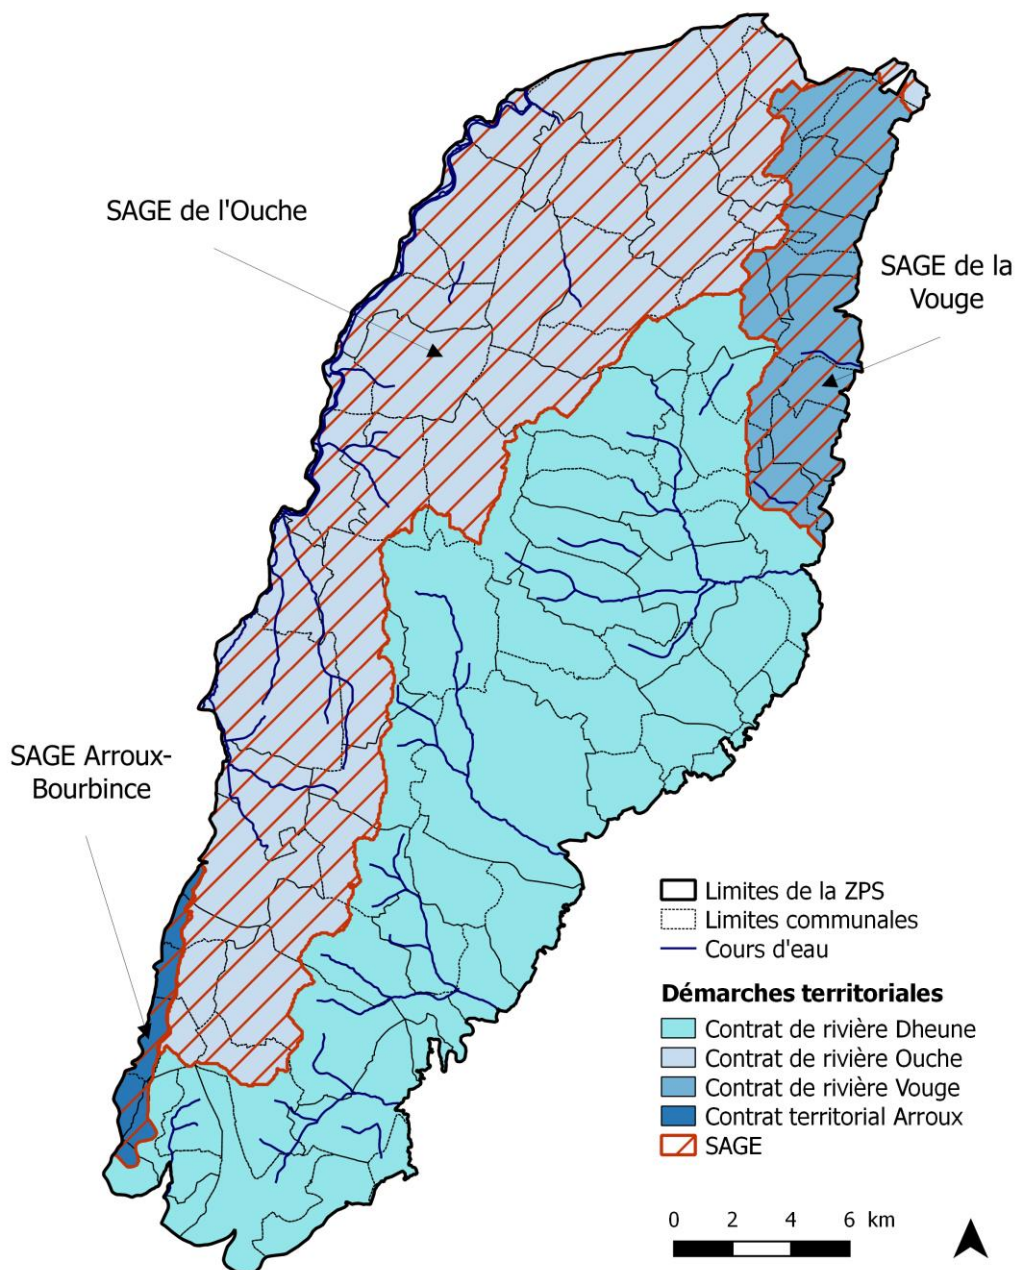 SAGE de l'Ouche
SAGE de la
Vouge
SAGE Arroux-
Bourbince
Limites de la ZPS
Limites communales
Cours d'eau
Démarches territoriales
Contrat de rivière Dheune
Contrat de rivière Ouche
Contrat de rivière Vouge
Contrat territorial Arroux
SAGE
0 2 4 6 km